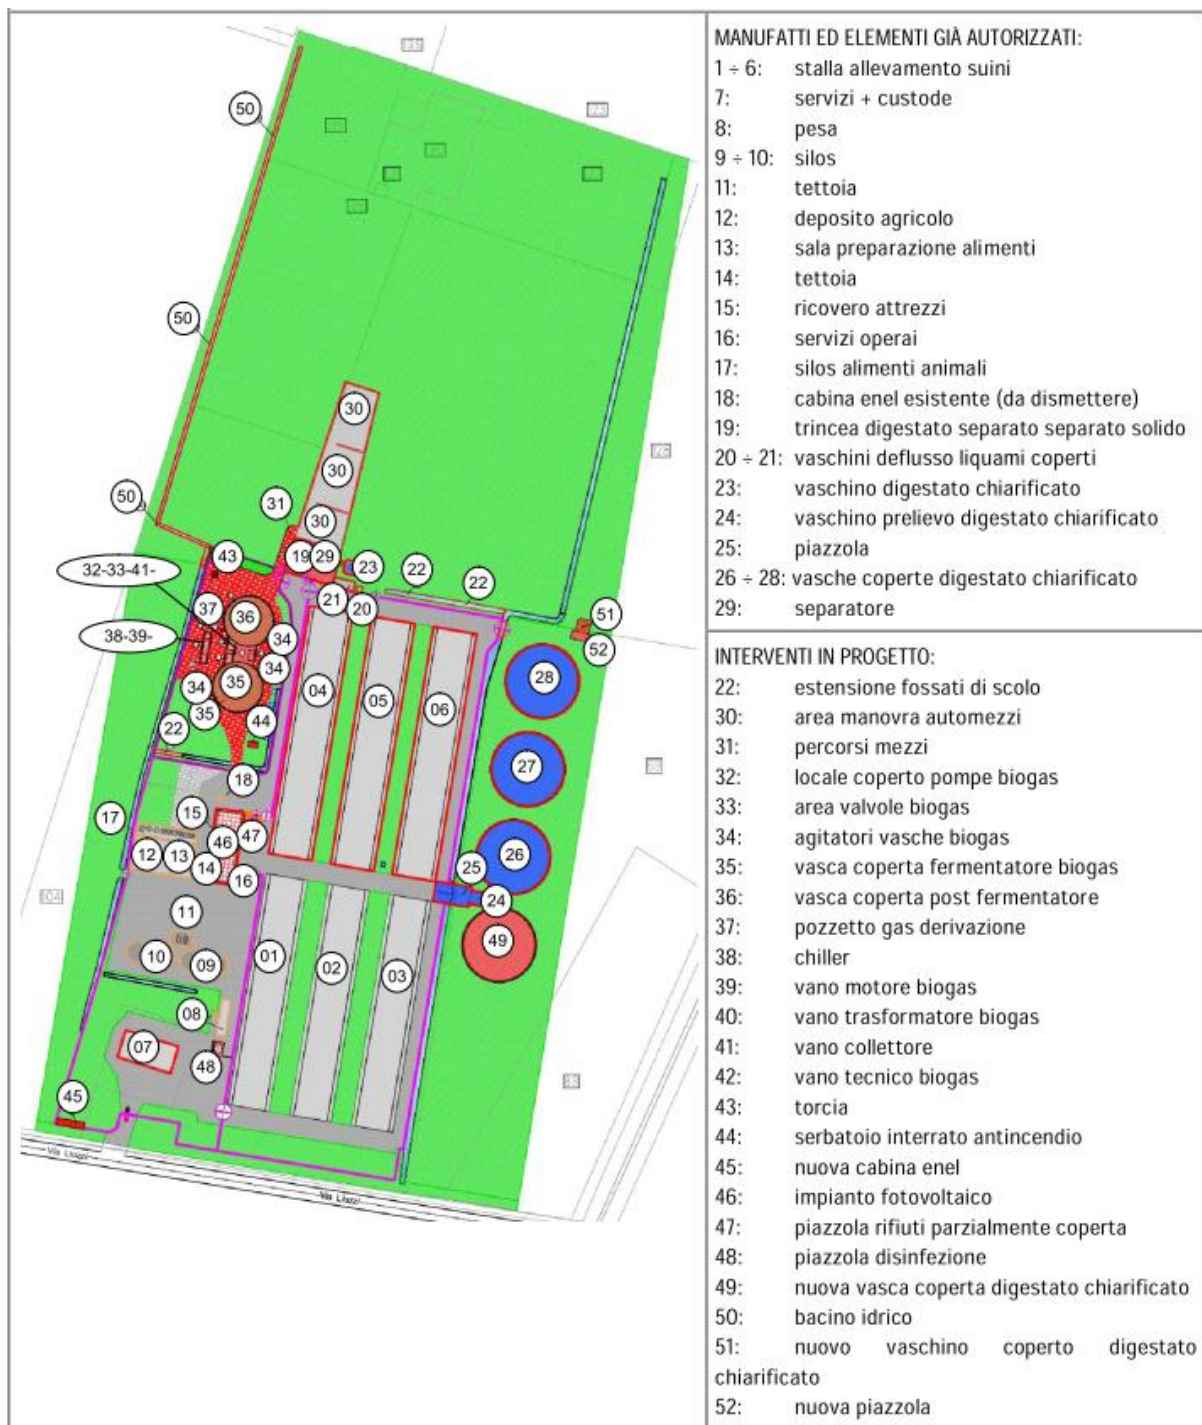 MANUFATTI ED ELEMENTI GIÀ AUTORIZZATI:
1 ÷ 6: stalla allevamento suini
7: servizi + custode
8: pesa
9 ÷ 10: silos
11: tettoia
12: deposito agricolo
13: sala preparazione alimenti
14: tettoia
15: ricovero attrezzi
16: servizi operai
17: silos alimenti animali
18: cabina enel esistente (da dismettere)
19: trincea digestato separato separato solido
20 ÷ 21: vaschini deflusso liquami coperti
23: vaschino digestato chiarificato
24: vaschino prelievo digestato chiarificato
25: piazzola
26 ÷ 28: vasche coperte digestato chiarificato
29: separatore
INTERVENTI IN PROGETTO:
22: estensione fossati di scolo
30: area manovra automezzi
31: percorsi mezzi
32: locale coperto pompe biogas
33: area valvole biogas
34: agitatori vasche biogas
35: vasca coperta fermentatore biogas
36: vasca coperta post fermentatore
37: pozzetto gas derivazione
38: chiller
39: vano motore biogas
40: vano trasformatore biogas
41: vano collettore
42: vano tecnico biogas
43: torcia
44: serbatoio interrato antincendio
45: nuova cabina enel
46: impianto fotovoltaico
47: piazzola rifiuti parzialmente coperta
48: piazzola disinfezione
49: nuova vasca coperta digestato chiarificato
50: bacino idrico
51: nuovo vaschino coperto digestato
chiarificato
52: nuova piazzola
50
50
30
30
50
31
30
43
19
29
23
22
22
32-33-41-
21
20
37
36
51
38-39-
34
52
34
28
35
34
04
05
06
35
44
22
27
18
17
15
47
46
26
12
13
14
25
16
24
11
49
10
09
01
02
03
08
07
48
45